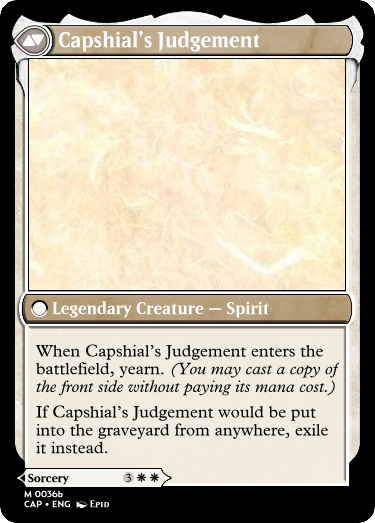 Capshial's Judgement
Legendary Creature — Spirit
When Capshial's Judgement enters the
battlefield, yearn. (You may cast a copy of
the front side without paying its mana cost.)
If Capshial's Judgement would be put
into the graveyard from anywhere, exile
it instead.
Sorcery 3
M 0036b
CAP • ENG Epid